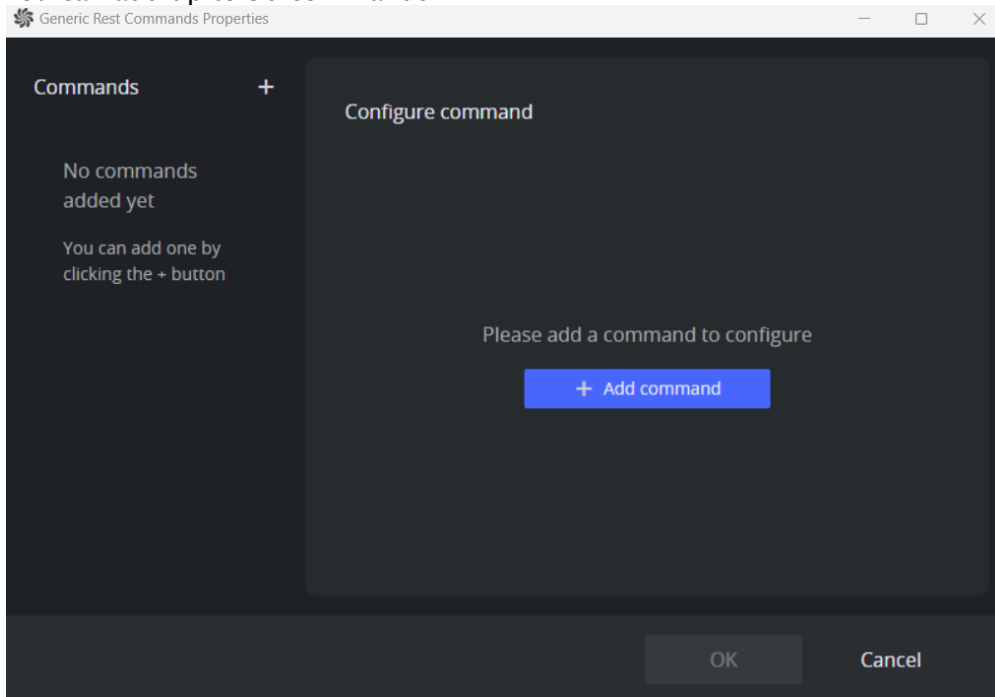 Generic Rest Commands Properties
Commands +
Configure command
No commands
added yet
You can add one by
clicking the + button
Please add a command to configure
+ Add command
OK
Cancel